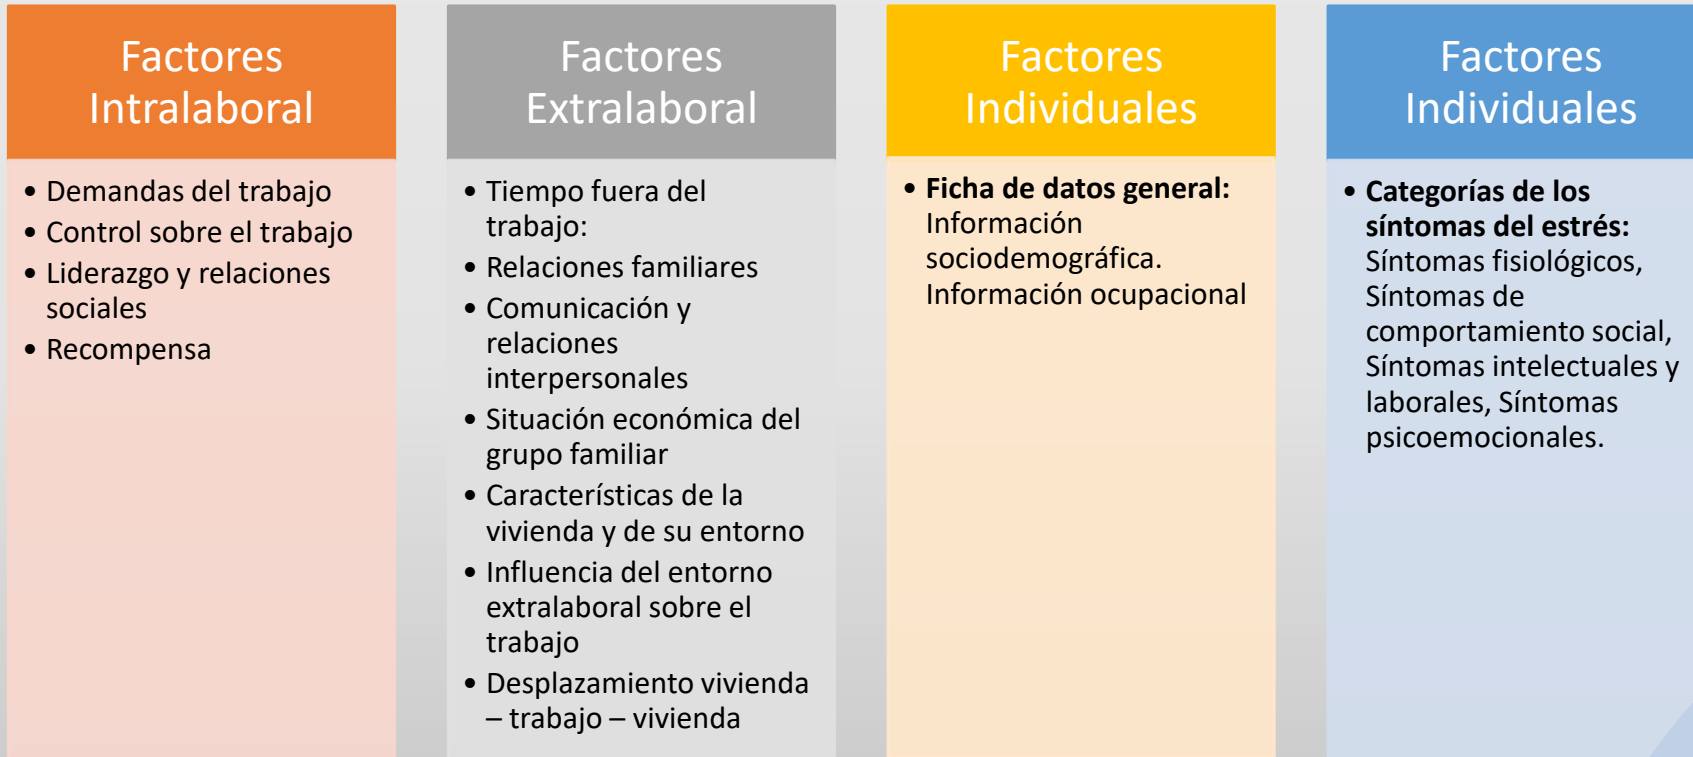 Factores
Intralaboral
• Demandas del trabajo
• Control sobre el trabajo
• Liderazgo y relaciones
sociales
• Recompensa
Factores
Extralaboral
• Tiempo fuera del
trabajo:
• Relaciones familiares
• Comunicación y
relaciones
interpersonales
• Situación económica del
grupo familiar
• Características de la
vivienda y de su entorno
• Influencia del entorno
extralaboral sobre el
trabajo
• Desplazamiento vivienda
– trabajo – vivienda
Factores
Individuales
• Ficha de datos general:
Información
sociodemográfica.
Información ocupacional
Factores
Individuales
• Categorías de los
síntomas del estrés:
Síntomas fisiológicos,
Síntomas de
comportamiento social,
Síntomas intelectuales y
laborales, Síntomas
psicoemocionales.